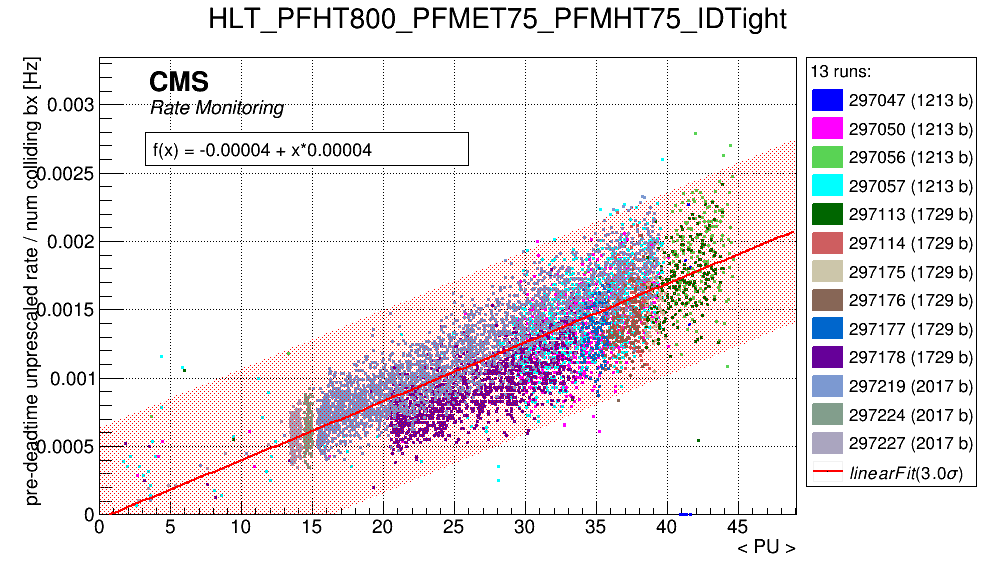 HLT_PFHT800_PFMET75_PFMHT75_IDTight
pre-deadtime unprescaled rate / num colliding bx [Hz]
CMS
Rate Monitoring
f(x) = -0.00004 + x*0.00004
0.003
0.0025
0.002
0.0015
0.001
0.0005
0
0 5 10 15 20 25 30 35 40 45
< PU >
13 runs:
297047 (1213 b)
297050 (1213 b)
297056 (1213 b)
297057 (1213 b)
297113 (1729 b)
297114 (1729 b)
297175 (1729 b)
297176 (1729 b)
297177 (1729 b)
297178 (1729 b)
297219 (2017 b)
297224 (2017 b)
297227 (2017 b)
linearFit(3.0σ)